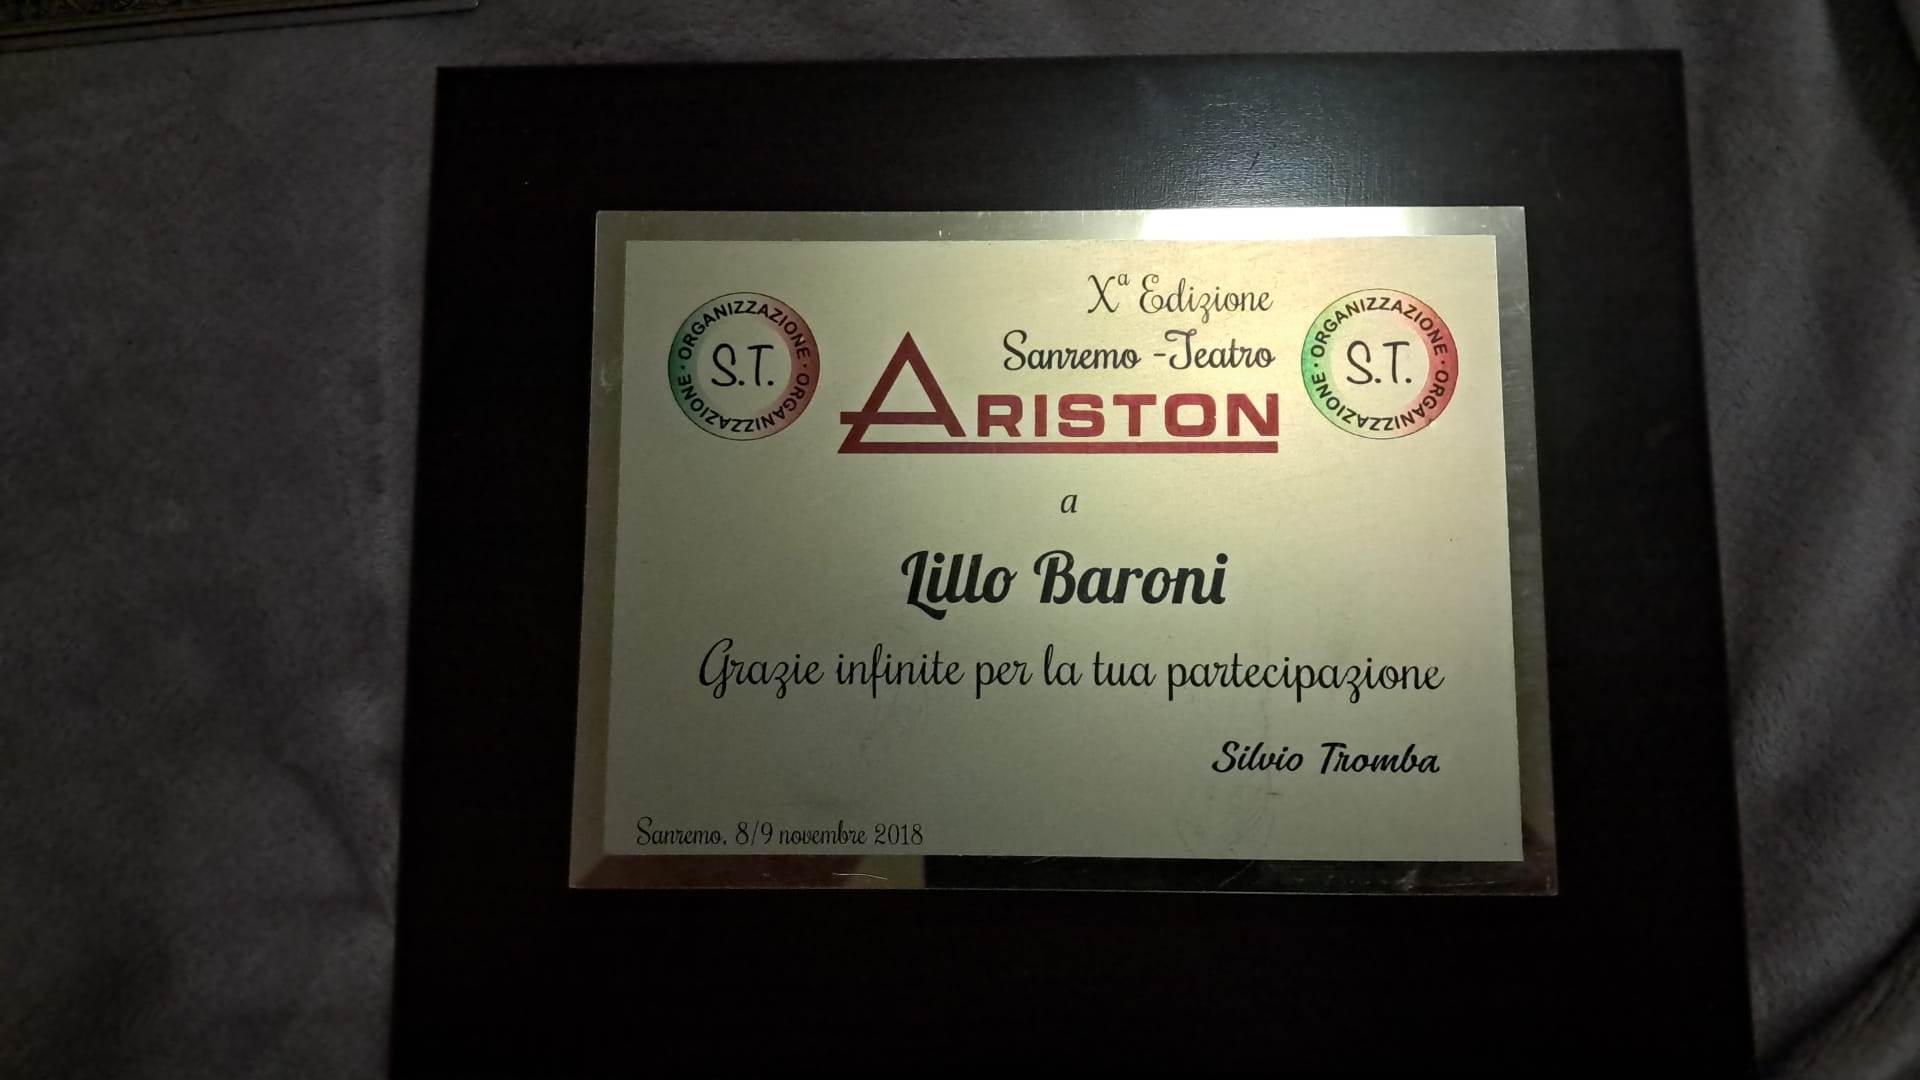 Xª Edizione
Sanremo -Teatro
ARISTON
ORGANIZZAZIONE · ORGANIZZAZIONE ·
S.T.
ORGANIZZAZIONE · ORGANIZZAZIONE ·
S.T.
a
Lillo Baroni
Grazie infinite per la tua partecipazione
Silvio Tromba
Sanremo, 8/9 novembre 2018